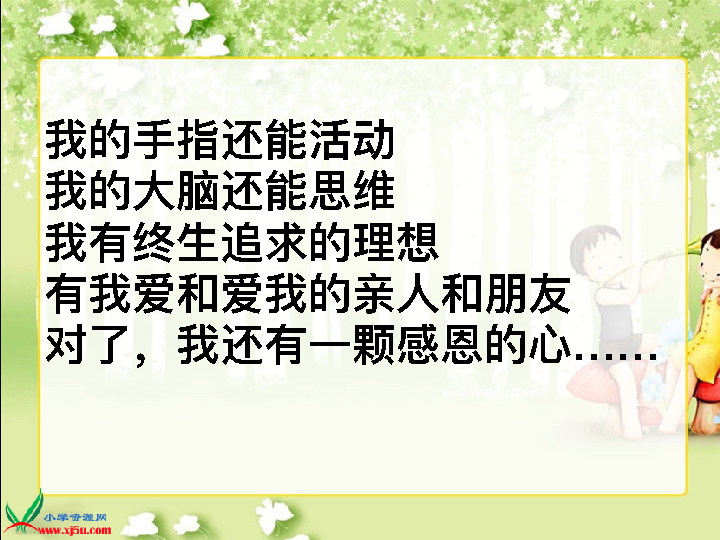 我的手指还能活动
我的大脑还能思维
我有终生追求的理想
有我爱和爱我的亲人和朋友
对了，我还有一颗感恩的心……
小学资源网
www.xj5u.com